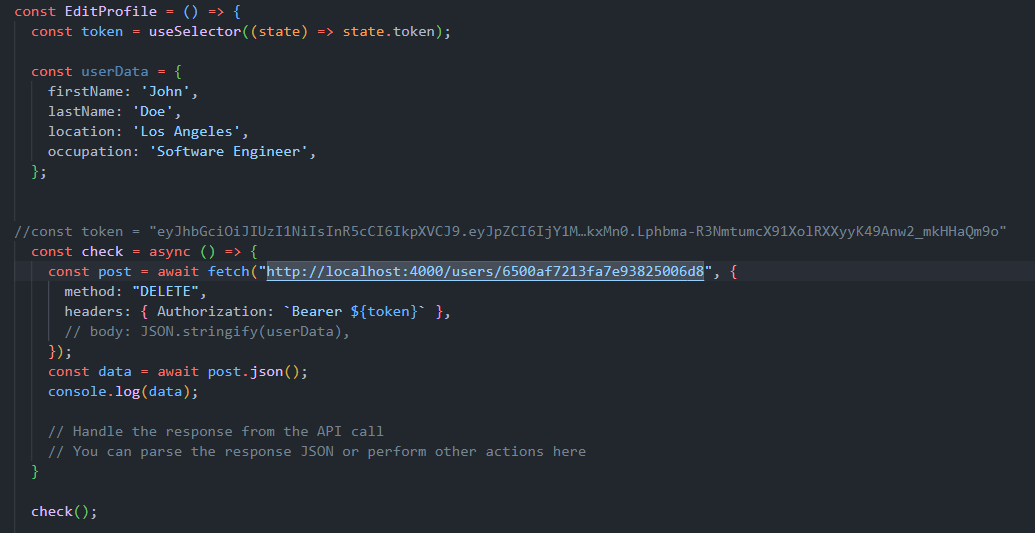 const EditProfile = () => {
const token = useSelector((state) => state.token);
const userData = {
firstName: 'John',
lastName: 'Doe',
location: 'Los Angeles',
occupation: 'Software Engineer',
};
//const token = "eyJhbGciOiJIUzI1NiIsInR5cCI6IkpXVCJ9.eyJpZCI6IjY1M…kxMn0.Lphbma-R3NmtumcX91XolRXXyyK49Anw2_mkHHaQm9o"
const check = async () => {
const post = await fetch("http://localhost:4000/users/6500af7213fa7e93825006d8", {
method: "DELETE",
headers: { Authorization: `Bearer ${token}` },
// body: JSON.stringify(userData),
});
const data = await post.json();
console.log(data);
// Handle the response from the API call
// You can parse the response JSON or perform other actions here
}
check();